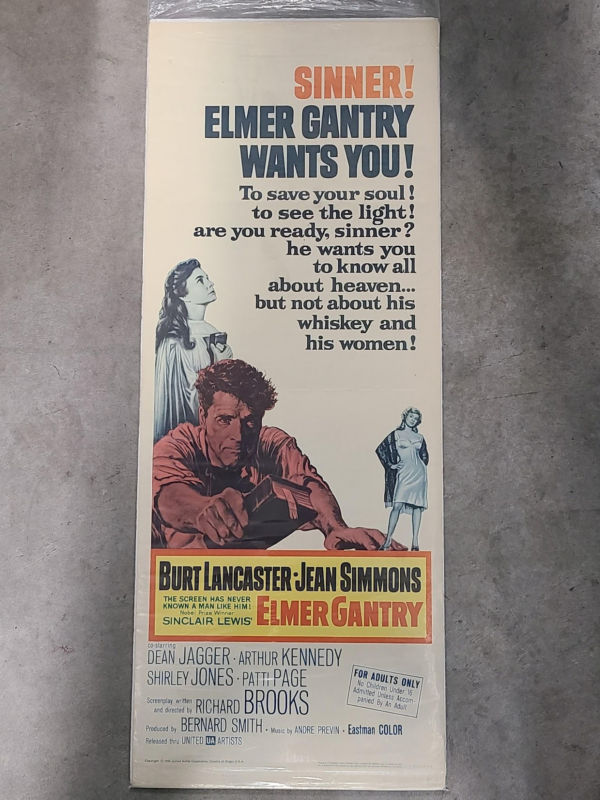 SINNER!
ELMER GANTRY
WANTS YOU!
To save your soul!
to see the light!
are you ready, sinner?
he wants you
to know all
about heaven...
but not about his
whiskey and
his women!
BURT LANCASTER·JEAN SIMMONS
THE SCREEN HAS NEVER
KNOWN A MAN LIKE HIM!
Nobel Prize Winner
SINCLAIR LEWIS'
ELMER GANTRY
co-starring
DEAN JAGGER · ARTHUR KENNEDY
SHIRLEY JONES · PATTI PAGE
Screenplay written
and directed by RICHARD BROOKS
Produced by BERNARD SMITH · Music by ANDRE PREVIN · Eastman COLOR
Released thru UNITED UA ARTISTS
FOR ADULTS ONLY
No Children Under 16
Admitted Unless Accom-
panied By An Adult